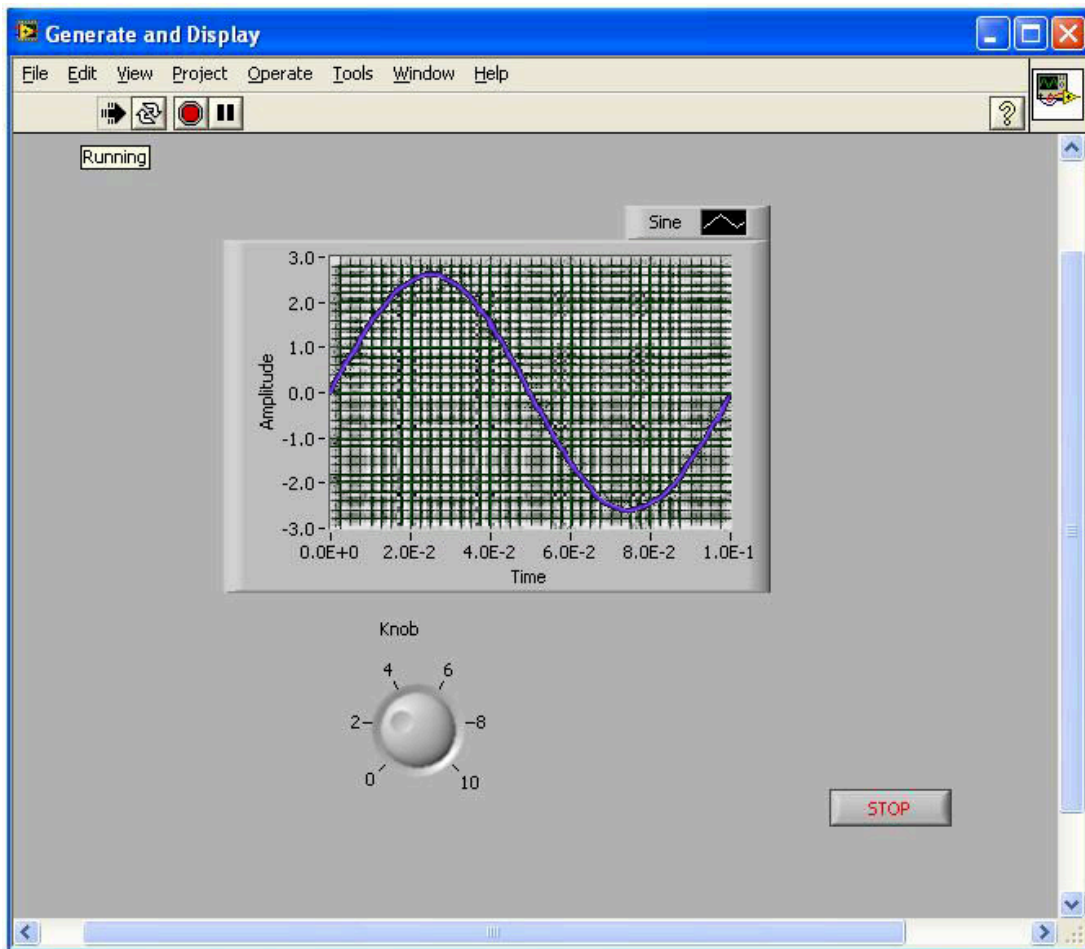 Generate and Display
File Edit View Project Operate Tools Window Help
?
Running
Sine
3.0
2.0
1.0
0.0
-1.0
-2.0
-3.0
Amplitude
0.0E+0 2.0E-2 4.0E-2 6.0E-2 8.0E-2 1.0E-1
Time
Knob
4 6
2 8
0 10
STOP